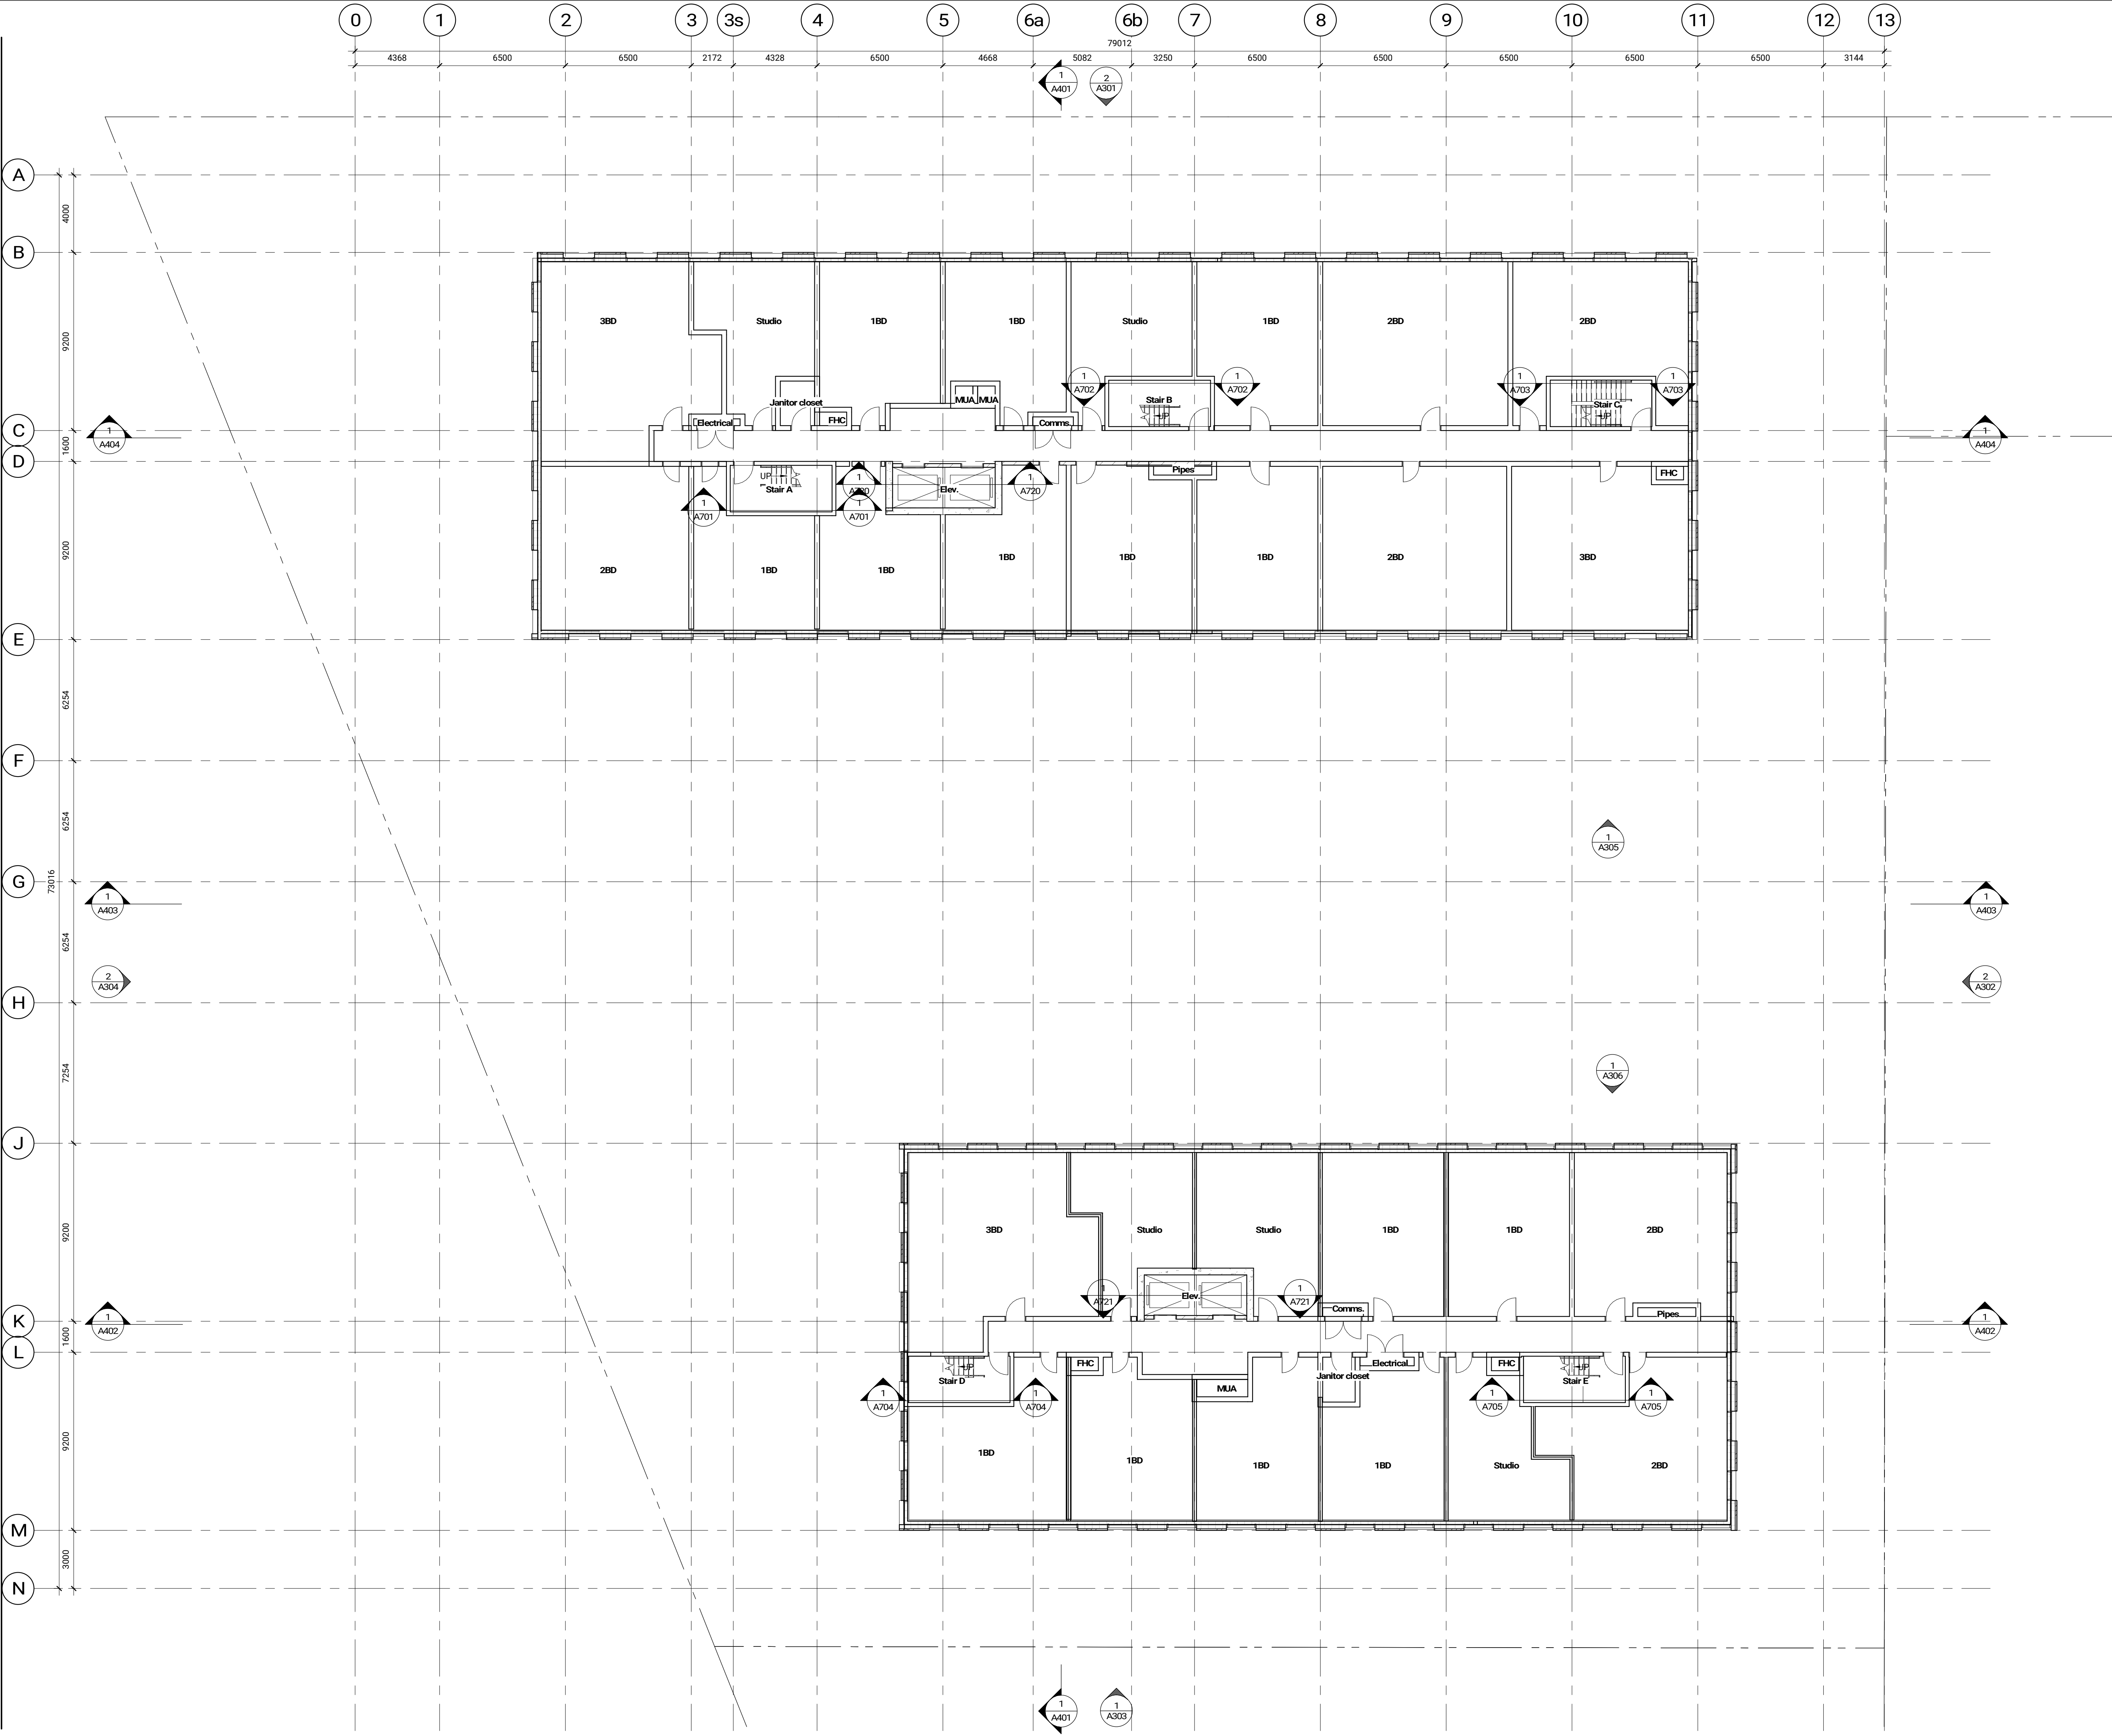 0 1 2 3 3s 4 5 6a 6b 7 8 9 10 11 12 13
79012
4368 6500 6500 2172 4328 6500 4668 5082 3250 6500 6500 6500 6500 6500 3144
1
A401
2
A301
A
4000
B
9200
3BD Studio 1BD 1BD Studio 1BD 2BD 2BD
1
A702
1
A702
1
A703
1
A703
MUA MUA
Stair B
UP
Stair C
UP
Janitor closet
FHC
Electrical
Comms.
C
1
A404
1
A404
1600
D
Pipes
FHC
UP
Stair A
1
A720
Elev.
1
A720
1
A701
1
A701
9200
1BD 1BD 1BD 2BD 3BD
2BD 1BD 1BD
E
6254
F
6254
1
A305
G
73016
1
A403
1
A403
6254
2
A304
2
A302
H
7254
1
A306
J
9200
3BD Studio Studio 1BD 1BD 2BD
1
A721
Elev.
1
A721
Comms.
Pipes
K
1
A402
1
A402
1600
L
UP
Stair D
FHC
MUA
Janitor closet
Electrical
FHC
UP
Stair E
1
A704
1
A704
1
A705
1
A705
9200
1BD 1BD 1BD 1BD Studio 2BD
M
3000
N
1
A401
1
A303